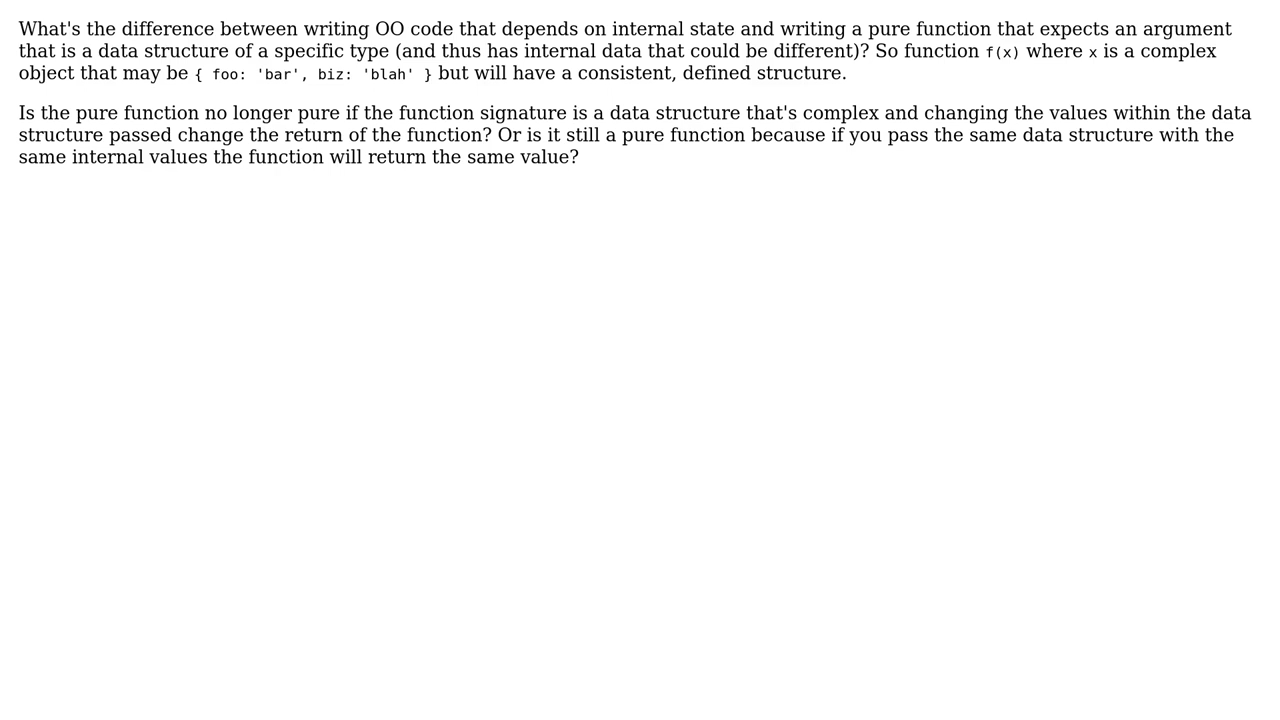 What's the difference between writing OO code that depends on internal state and writing a pure function that expects an argument
that is a data structure of a specific type (and thus has internal data that could be different)? So function f(x) where x is a complex
object that may be { foo: 'bar', biz: 'blah' } but will have a consistent, defined structure.
Is the pure function no longer pure if the function signature is a data structure that's complex and changing the values within the data
structure passed change the return of the function? Or is it still a pure function because if you pass the same data structure with the
same internal values the function will return the same value?